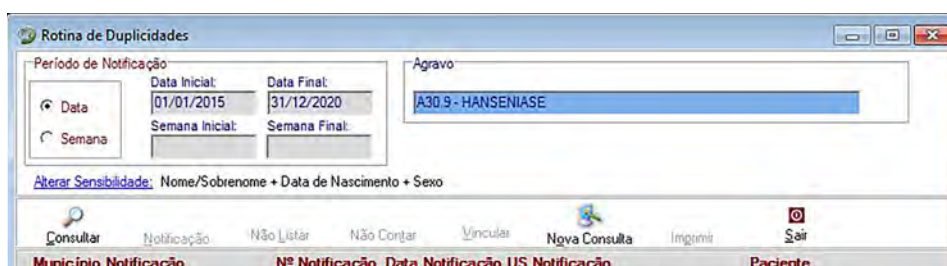 Rotina de Duplicidades
Período de Notificação
Agravo
Data Inicial:
Data Final:
Data
01/01/2015
31/12/2020
A30.9 - HANSENIASE
Semana Inicial:
Semana Final:
Semana
Alterar Sensibilidade: Nome/Sobrenome + Data de Nascimento + Sexo
Consultar
Notificação
Não Listar
Não Contar
Vincular
Nova Consulta
Imprimir
Sair
Município Notificação Nº Notificação Data Notificação US Notificação Paciente